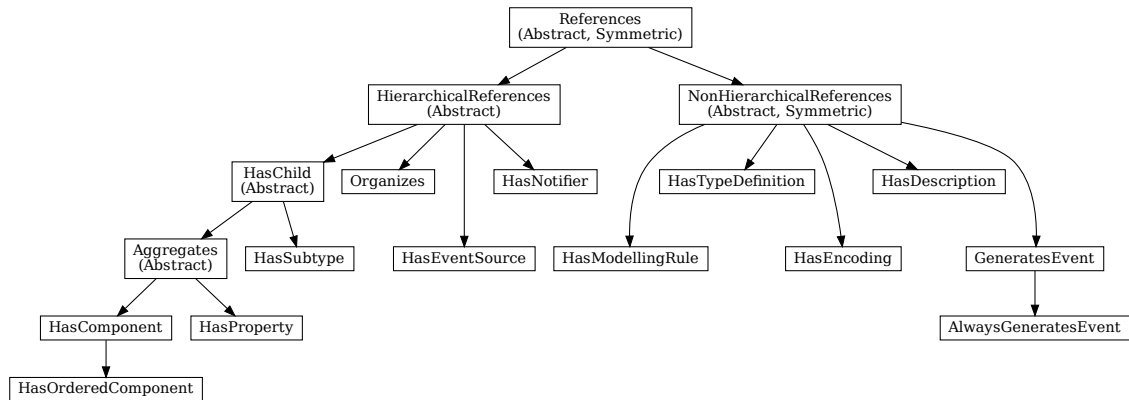 References
(Abstract, Symmetric)
HierarchicalReferences
(Abstract)
NonHierarchicalReferences
(Abstract, Symmetric)
HasChild
(Abstract)
Organizes
HasNotifier
HasTypeDefinition
HasDescription
Aggregates
(Abstract)
HasSubtype
HasEventSource
HasModellingRule
HasEncoding
GeneratesEvent
HasComponent
HasProperty
AlwaysGeneratesEvent
HasOrderedComponent